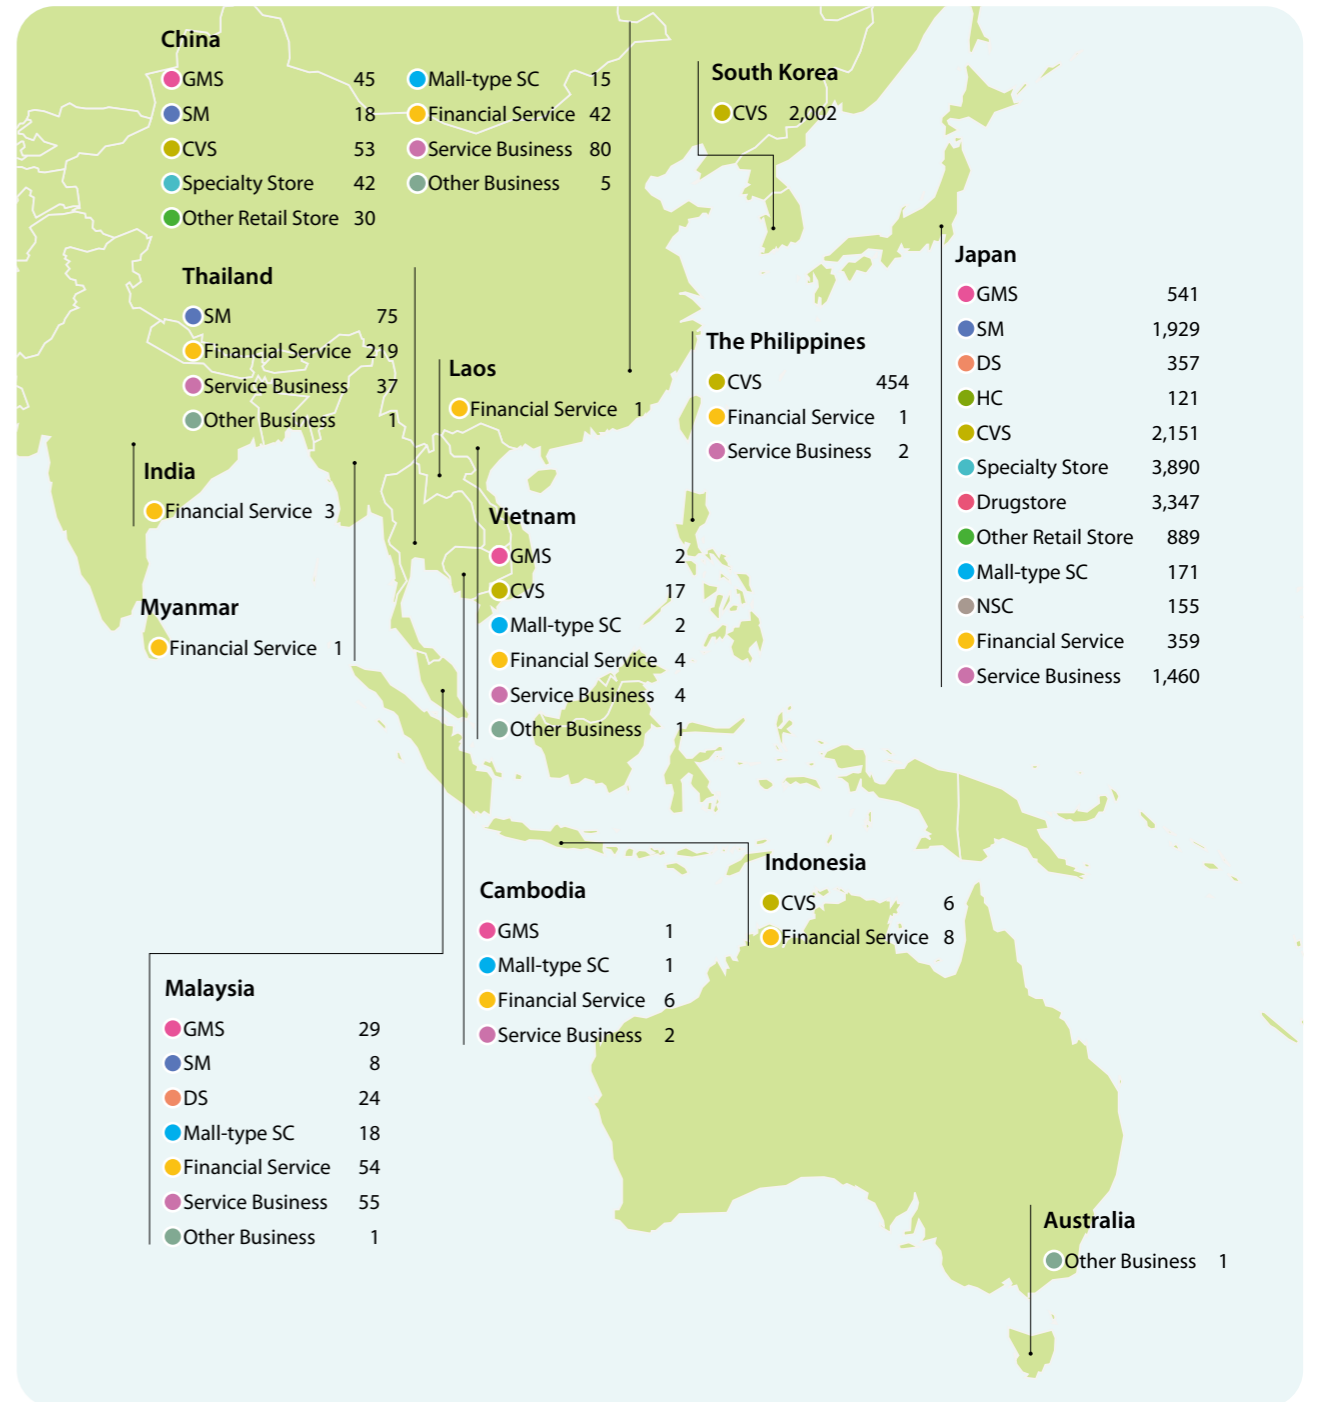 China
GMS 45
SM 18
CVS 53
Specialty Store 42
Other Retail Store 30
Mall-type SC 15
Financial Service 42
Service Business 80
Other Business 5
South Korea
CVS 2,002
Japan
GMS 541
SM 1,929
DS 357
HC 121
CVS 2,151
Specialty Store 3,890
Drugstore 3,347
Other Retail Store 889
Mall-type SC 171
NSC 155
Financial Service 359
Service Business 1,460
Thailand
SM 75
Financial Service 219
Service Business 37
Other Business 1
Laos
Financial Service 1
The Philippines
CVS 454
Financial Service 1
Service Business 2
India
Financial Service 3
Vietnam
GMS 2
CVS 17
Mall-type SC 2
Financial Service 4
Service Business 4
Other Business 1
Myanmar
Financial Service 1
Indonesia
CVS 6
Financial Service 8
Cambodia
GMS 1
Mall-type SC 1
Financial Service 6
Service Business 2
Malaysia
GMS 29
SM 8
DS 24
Mall-type SC 18
Financial Service 54
Service Business 55
Other Business 1
Australia
Other Business 1